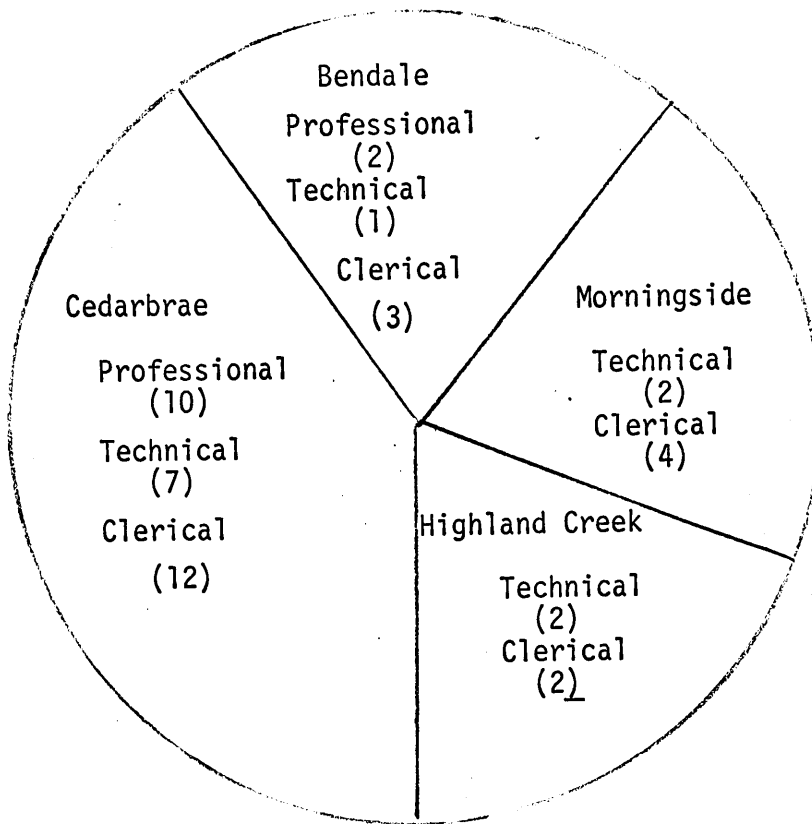 Bendale
Professional
(2)
Technical
(1)
Clerical
(3)
Cedarbrae
Professional
(10)
Technical
(7)
Clerical
(12)
Morningside
Technical
(2)
Clerical
(4)
Highland Creek
Technical
(2)
Clerical
(2)